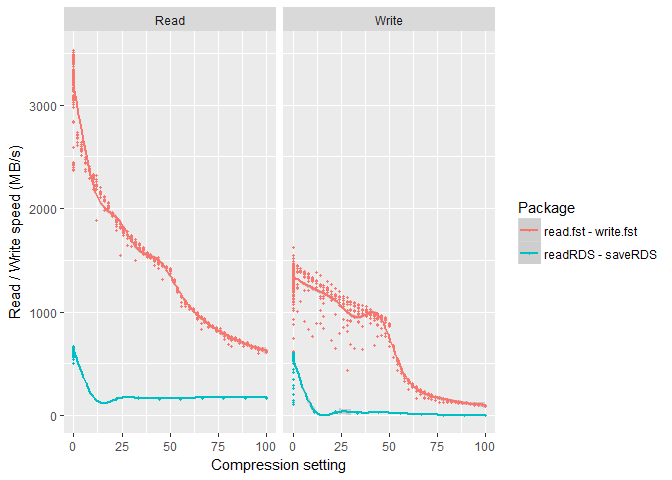 Read Write
Read / Write speed (MB/s)
3000
2000
1000
0
0 25 50 75 100 0 25 50 75 100
Compression setting
Package
read.fst - write.fst
readRDS - saveRDS